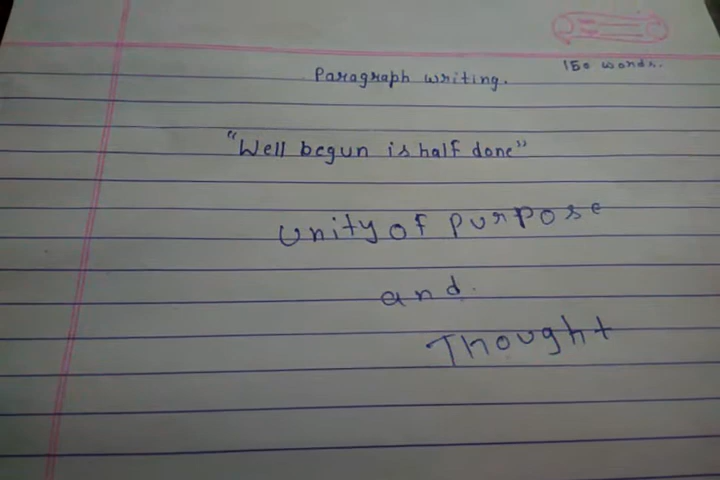 150 words.
Paragraph writing.
"Well begun is half done"
Unity of Purpose
and.
Thought